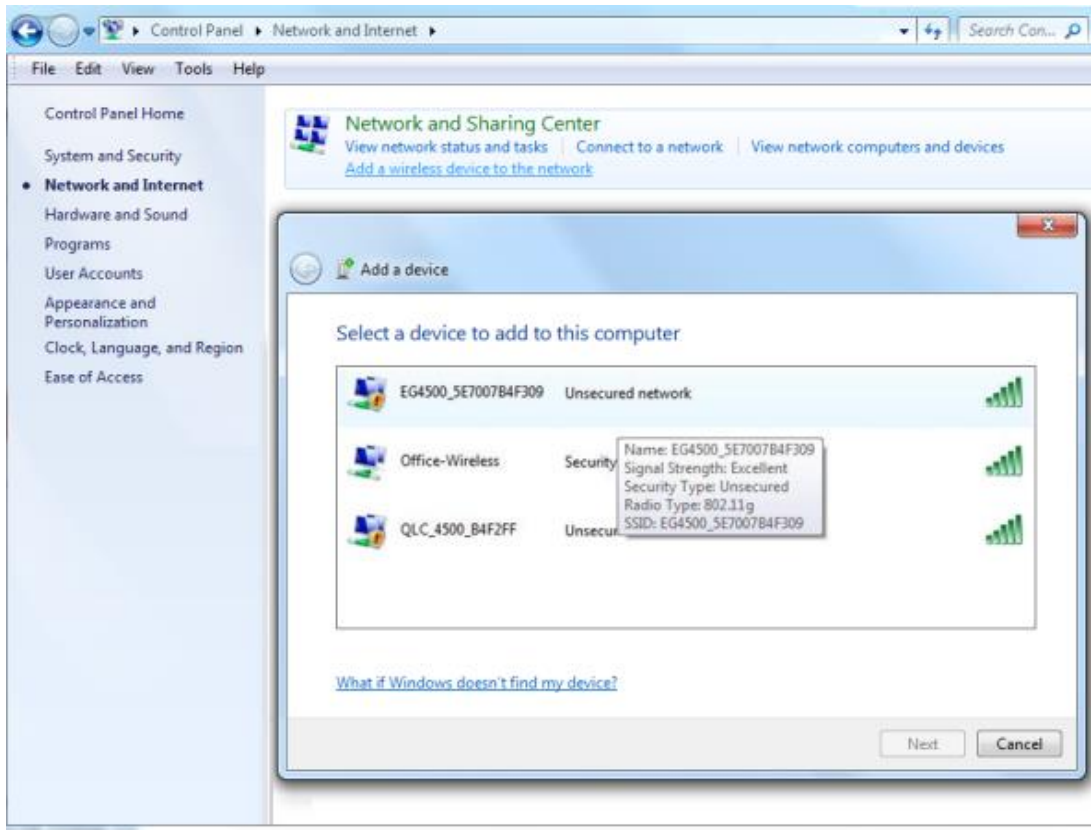 Control Panel Network and Internet Search Con...
File Edit View Tools Help
Control Panel Home
System and Security
Network and Internet
Hardware and Sound
Programs
User Accounts
Appearance and
Personalization
Clock, Language, and Region
Ease of Access
Network and Sharing Center
View network status and tasks Connect to a network View network computers and devices
Add a wireless device to the network
Add a device
Select a device to add to this computer
EG4500_5E7007B4F309 Unsecured network
Office-Wireless Security
Name: EG4500_5E7007B4F309
Signal Strength: Excellent
Security Type: Unsecured
Radio Type: 802.11g
SSID: EG4500_5E7007B4F309
QLC_4500_B4F2FF Unsecur
What if Windows doesn't find my device?
Next Cancel